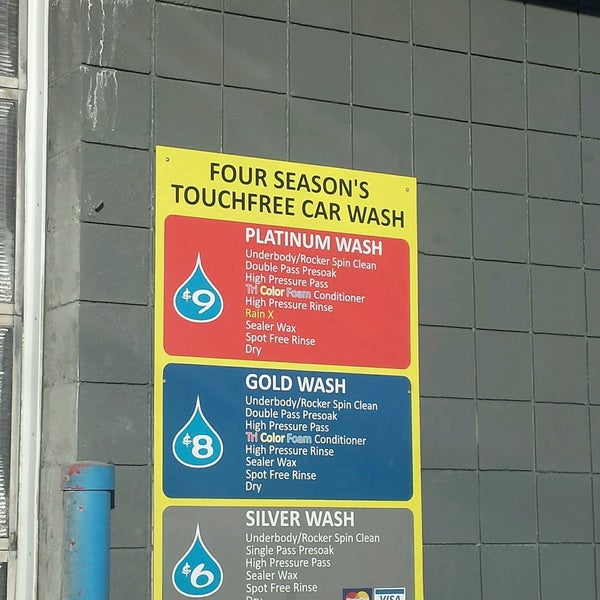 FOUR SEASON'S
TOUCHFREE CAR WASH
PLATINUM WASH
$9
Underbody/Rocker Spin Clean
Double Pass Presoak
High Pressure Pass
Tri Color Foam Conditioner
High Pressure Rinse
Rain X
Sealer Wax
Spot Free Rinse
Dry
GOLD WASH
$8
Underbody/Rocker Spin Clean
Double Pass Presoak
High Pressure Pass
Tri Color Foam Conditioner
High Pressure Rinse
Sealer Wax
Spot Free Rinse
Dry
SILVER WASH
$6
Underbody/Rocker Spin Clean
Single Pass Presoak
High Pressure Pass
Sealer Wax
Spot Free Rinse
VISA